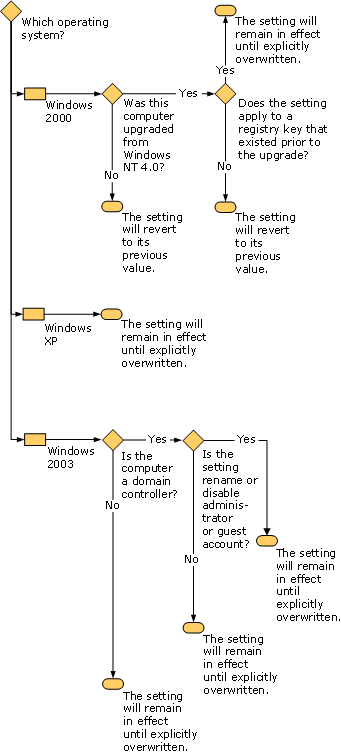 Which operating
system?
The setting will
remain in effect
until explicitly
overwritten.
Yes
Windows
2000
Was this
computer
upgraded
from
Windows
NT 4.0?
Yes
Does the setting
apply to a
registry key that
existed prior to
the upgrade?
No
No
The setting
will revert
to its
previous
value.
The setting
will revert
to its
previous
value.
Windows
XP
The setting will
remain in effect
until explicitly
overwritten.
Windows
2003
Is the
computer
a domain
controller?
Yes
Is the
setting
rename or
disable
adminis-
trator
or guest
account?
Yes
No
No
The setting
will remain
in effect
until
explicitly
overwritten.
The setting
will remain
in effect
until explicitly
overwritten.
The setting
will remain
in effect
until explicitly
overwritten.